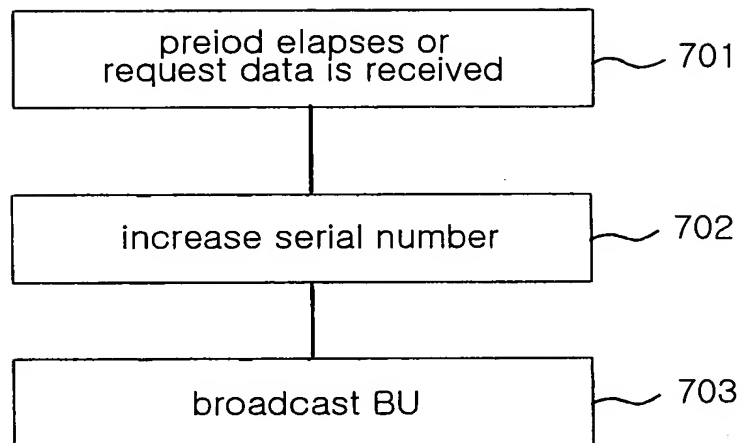 preiod elapses or
request data is received
701
increase serial number
702
broadcast BU
703